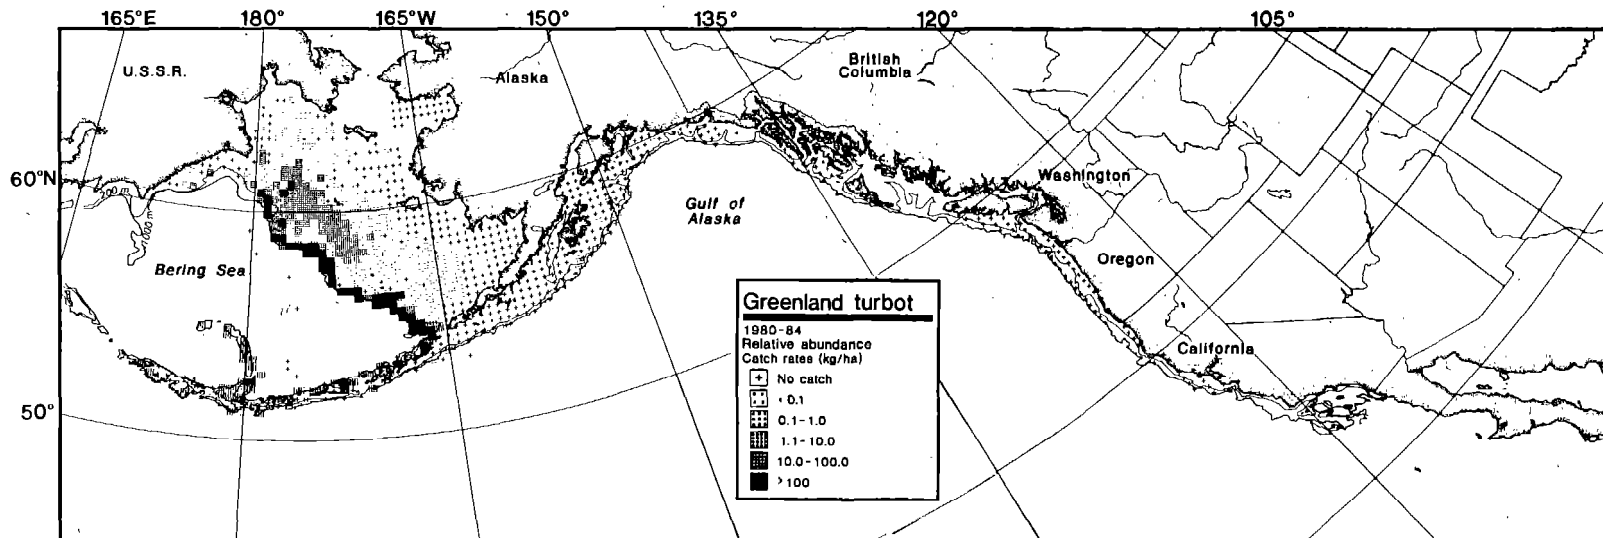 165°E 180° 165°W 150° 135° 120° 105°
U.S.S.R.
Alaska
British
Columbia
60°N
Washington
Gulf of
Alaska
Oregon
Bering Sea
Greenland turbot
1980-84
Relative abundance
Catch rates (kg/ha)
No catch
< 0.1
0.1-1.0
1.1-10.0
10.0-100.0
> 100
California
50°